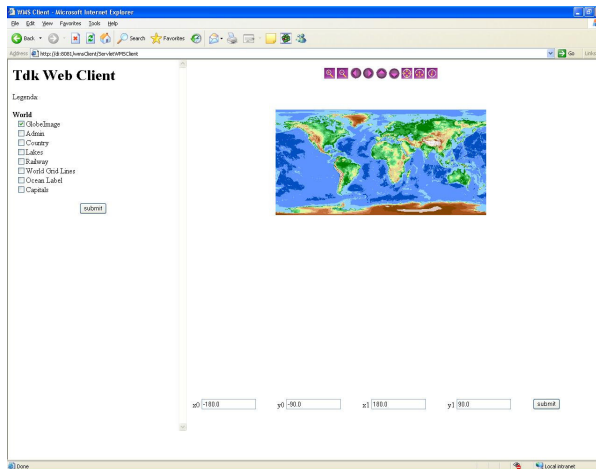 WMS Client - Microsoft Internet Explorer
File Edit View Favorites Tools Help
Back Search Favorites
Address http://dr:8081/wmsClient/ServletWMSClient Go Links
Tdk Web Client
Legenda:
World
GlobeImage
Admin
Country
Lakes
Railway
World Grid Lines
Ocean Label
Capitals
submit
x0 -180.0 y0 -90.0 x1 180.0 y1 90.0 submit
Done Local intranet